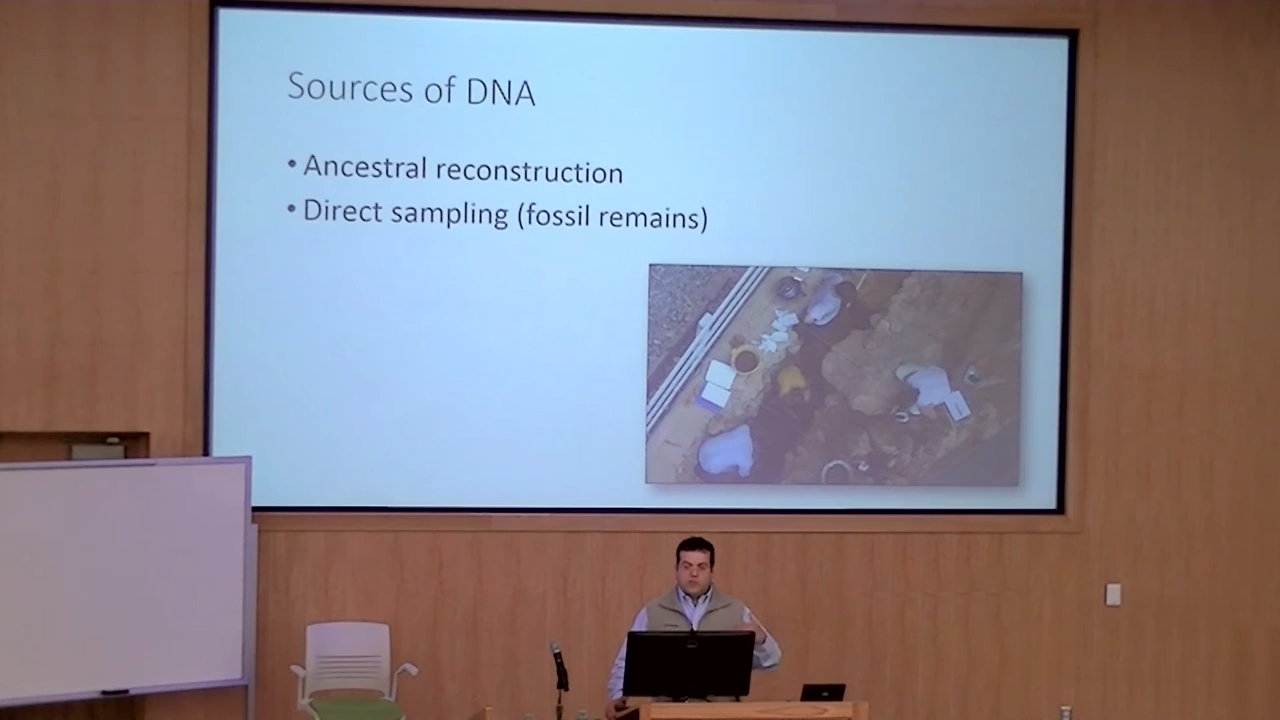 Sources of DNA
• Ancestral reconstruction
• Direct sampling (fossil remains)